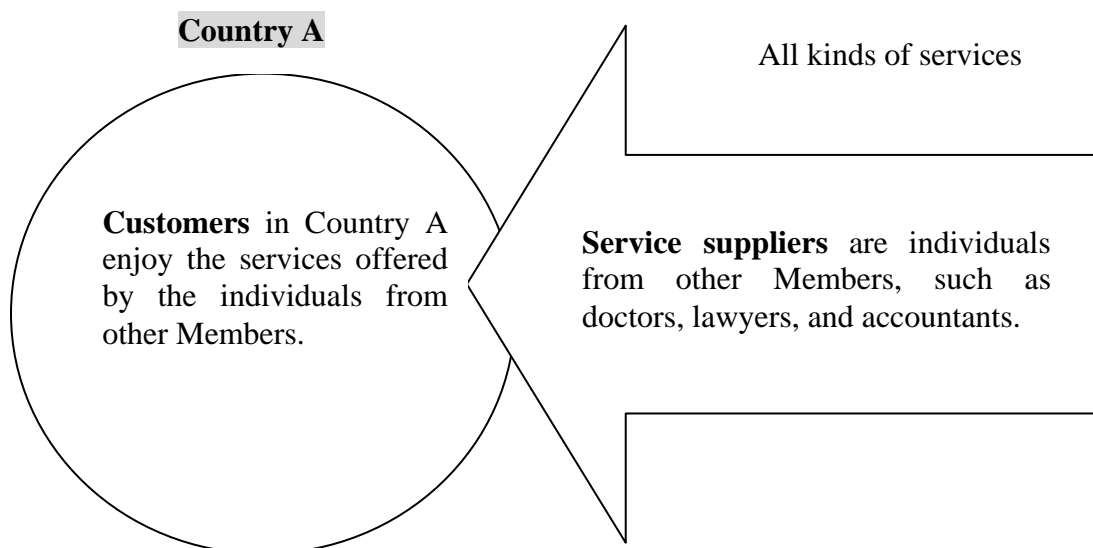 Country A
All kinds of services
Customers in Country A
enjoy the services offered
by the individuals from
other Members.
Service suppliers are individuals
from other Members, such as
doctors, lawyers, and accountants.